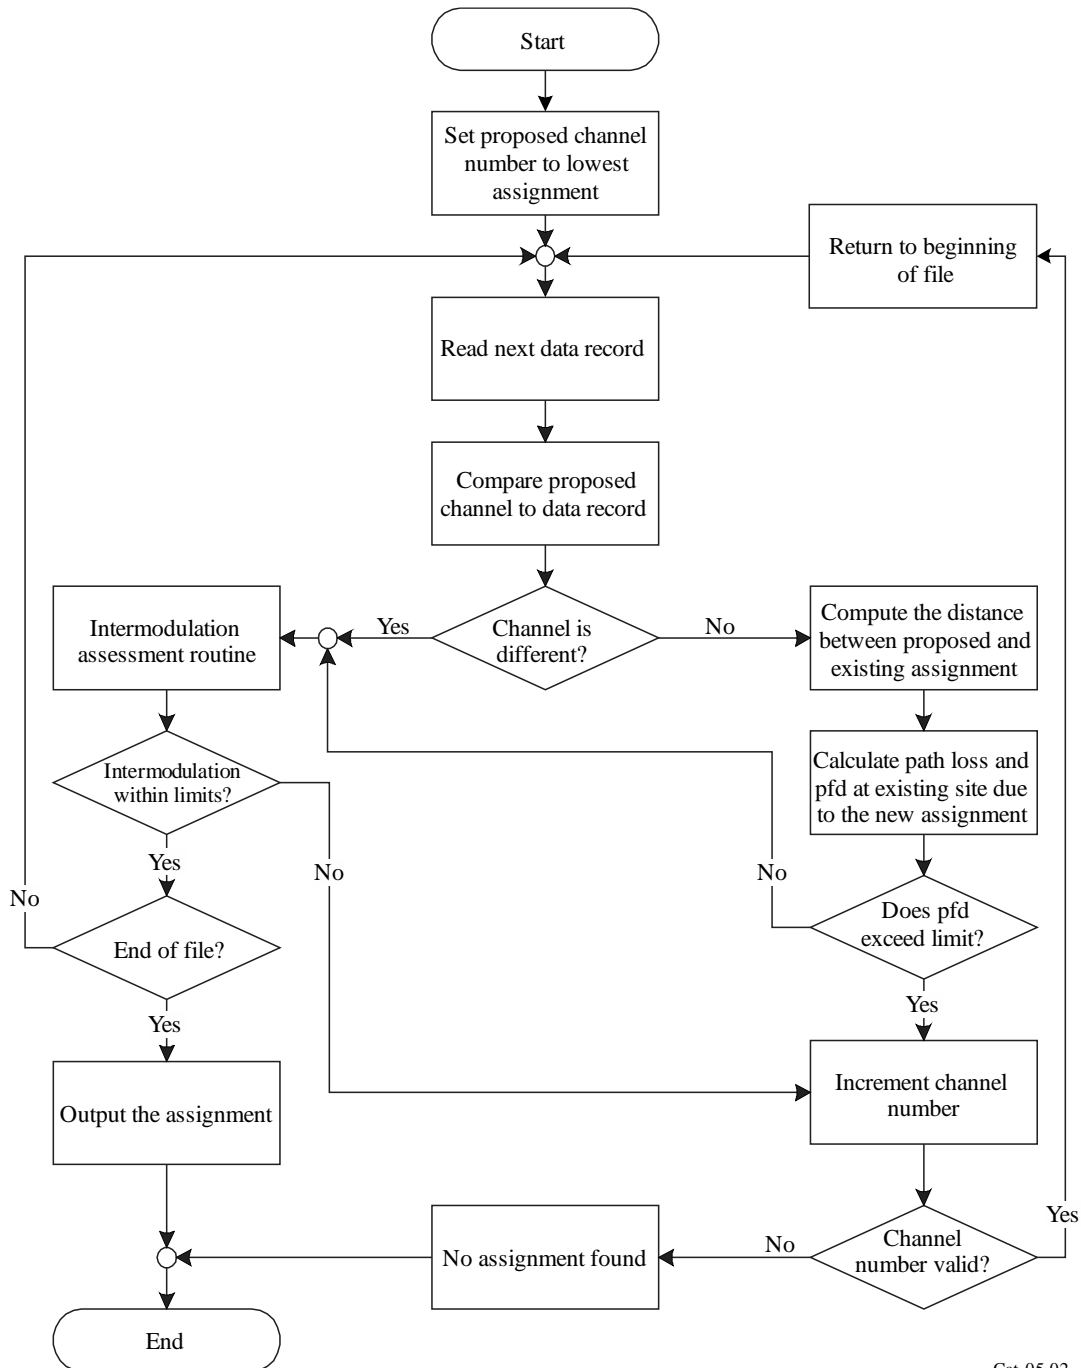 Start
Set proposed channel
number to lowest
assignment
Return to beginning
of file
Read next data record
Compare proposed
channel to data record
Intermodulation
assessment routine
Yes
Channel is
different?
No
Compute the distance
between proposed and
existing assignment
Intermodulation
within limits?
Calculate path loss and
pfd at existing site due
to the new assignment
Yes
No
No
No
Does pfd
exceed limit?
End of file?
Yes
Yes
Output the assignment
Increment channel
number
No assignment found
No
Channel
number valid?
Yes
End